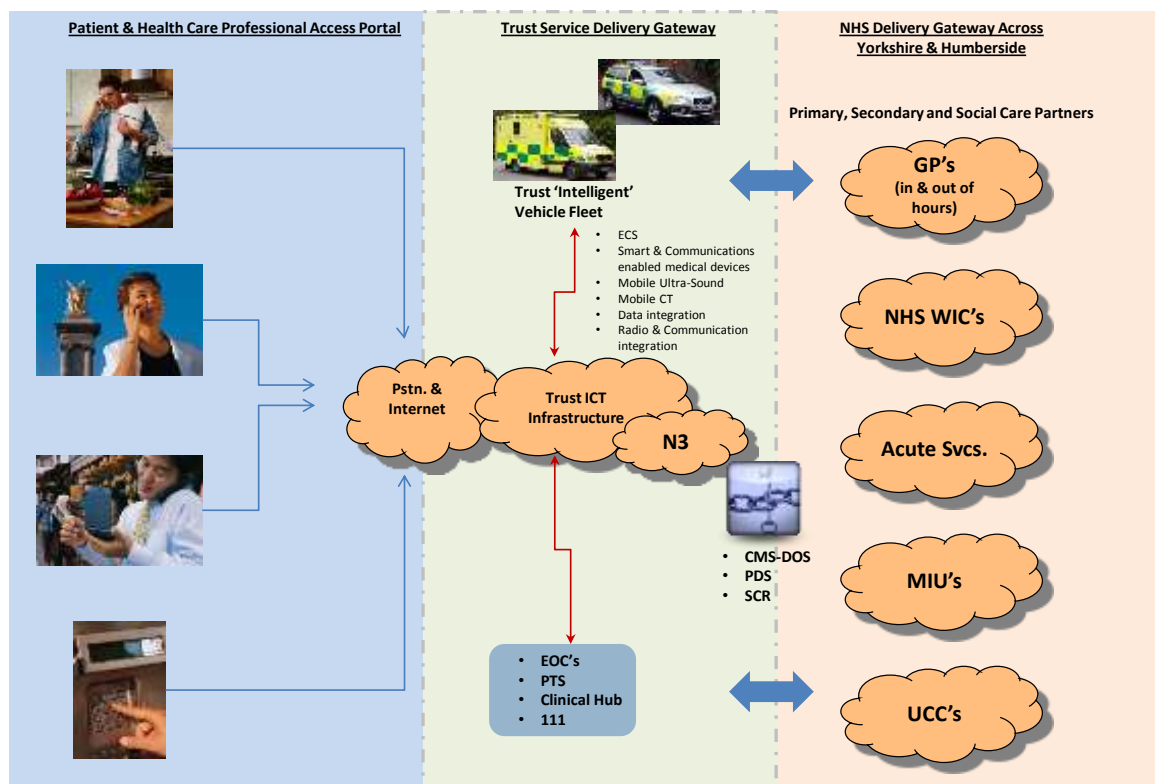 Patient & Health Care Professional Access Portal
Trust Service Delivery Gateway
NHS Delivery Gateway Across
Yorkshire & Humberside
Primary, Secondary and Social Care Partners
GP's
(in & out of
hours)
Trust 'Intelligent'
Vehicle Fleet
• ECS
• Smart & Communications
enabled medical devices
• Mobile Ultra-Sound
• Mobile CT
• Data integration
• Radio & Communication
integration
NHS WIC's
Pstn. &
Internet
Trust ICT
Infrastructure
N3
Acute Svcs.
• CMS-DOS
• PDS
• SCR
MIU's
• EOC's
• PTS
• Clinical Hub
• 111
UCC's